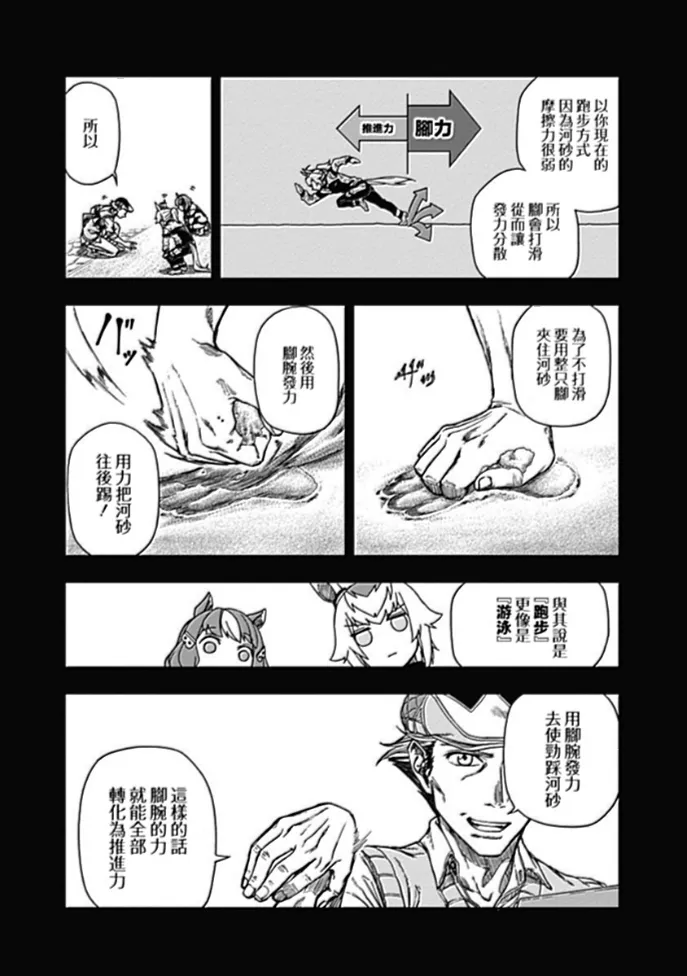 以你現在的
跑步方式
因為河砂的
摩擦力很弱
所以
腳會打滑
從而讓
發力分散
腳力
推進力
所以
為了不打滑
要用整只腳
夾住河砂
然後用
腳腕發力
用力把河砂
往後踢！
バッ
與其說是
『跑步』
更像是
『游泳』
用腳腕發力
去使勁踩河砂
這樣的話
腳腕的力
就能全部
轉化為推進力